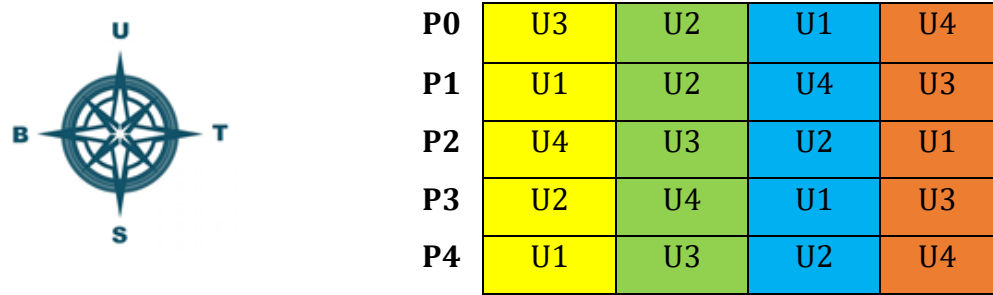 U
B T
S
P0 U3 U2 U1 U4
P1 U1 U2 U4 U3
P2 U4 U3 U2 U1
P3 U2 U4 U1 U3
P4 U1 U3 U2 U4